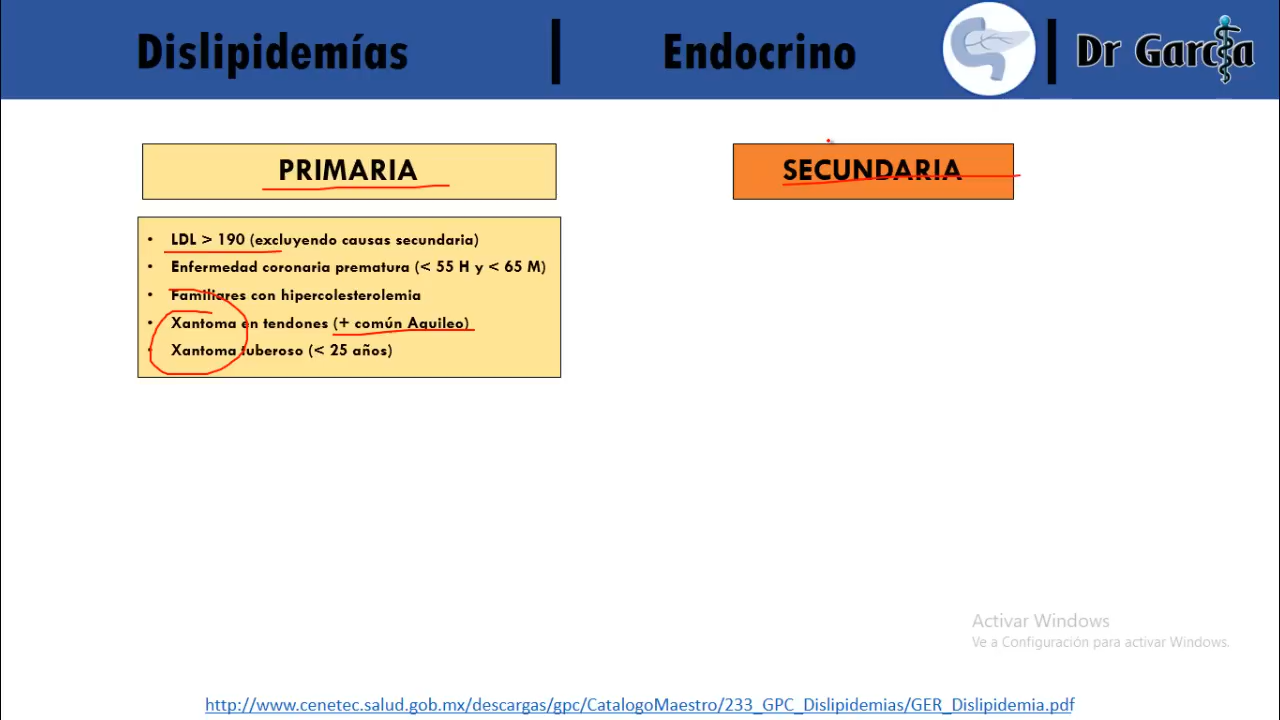 Dislipidemías | Endocrino | Dr García
PRIMARIA
SECUNDARIA
• LDL > 190 (excluyendo causas secundaria)
• Enfermedad coronaria prematura (< 55 H y < 65 M)
• Familiares con hipercolesterolemia
• Xantoma en tendones (+ común Aquileo)
• Xantoma tuberoso (< 25 años)
Activar Windows
Ve a Configuración para activar Windows.
http://www.cenetec.salud.gob.mx/descargas/gpc/CatalogoMaestro/233_GPC_Dislipidemias/GER_Dislipidemia.pdf